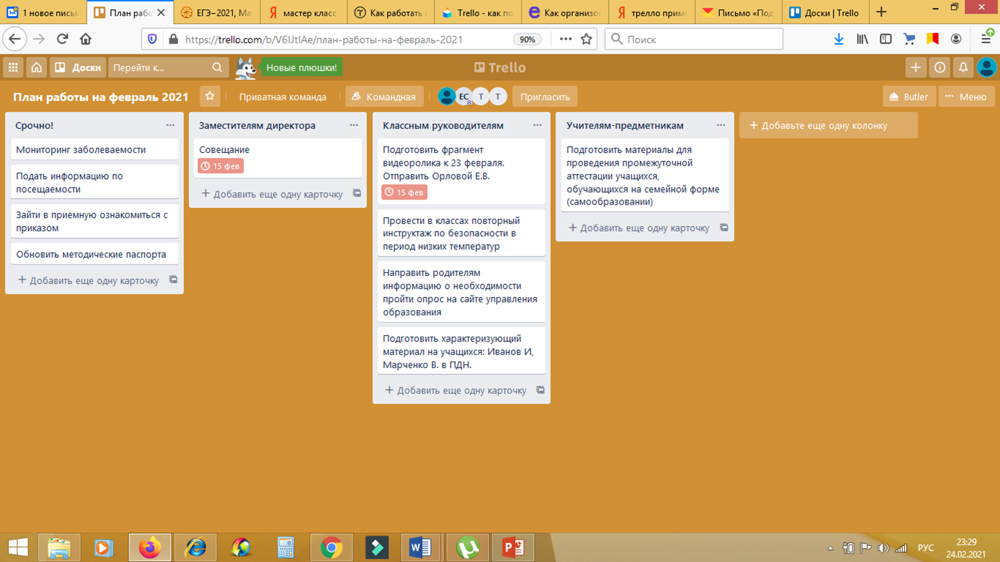 1 новое письм
План рабо
ЕГЭ–2021, Ма
мастер класс
Как работать в
Trello - как по
Как организов
трелло приме
Письмо «Под
Доски | Trello
https://trello.com/b/V6IJtIAe/план-работы-на-февраль-2021
90%
Поиск
Доски
Перейти к...
Новые плюшки!
Trello
План работы на февраль 2021
Приватная команда
Командная
ЕС
Т
Т
Пригласить
Butler
Меню
Срочно!
Мониторинг заболеваемости
Подать информацию по
посещаемости
Зайти в приемную ознакомиться с
приказом
Обновить методические паспорта
+ Добавить еще одну карточку
Заместителям директора
Совещание
15 фев
+ Добавить еще одну карточку
Классным руководителям
Подготовить фрагмент
видеоролика к 23 февраля.
Отправить Орловой Е.В.
15 фев
Провести в классах повторный
инструктаж по безопасности в
период низких температур
Направить родителям
информацию о необходимости
пройти опрос на сайте управления
образования
Подготовить характеризующий
материал на учащихся: Иванов И,
Марченко В. в ПДН.
+ Добавить еще одну карточку
Учителям-предметникам
Подготовить материалы для
проведения промежуточной
аттестации учащихся,
обучающихся на семейной форме
(самообразовании)
+ Добавить еще одну карточку
+ Добавьте еще одну колонку
РУС
23:29
24.02.2021